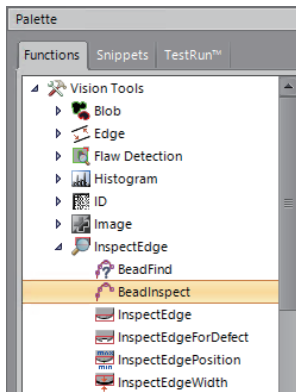 Palette
Functions Snippets TestRun™
Vision Tools
Blob
Edge
Flaw Detection
Histogram
ID
Image
InspectEdge
BeadFind
BeadInspect
InspectEdge
InspectEdgeForDefect
InspectEdgePosition
InspectEdgeWidth